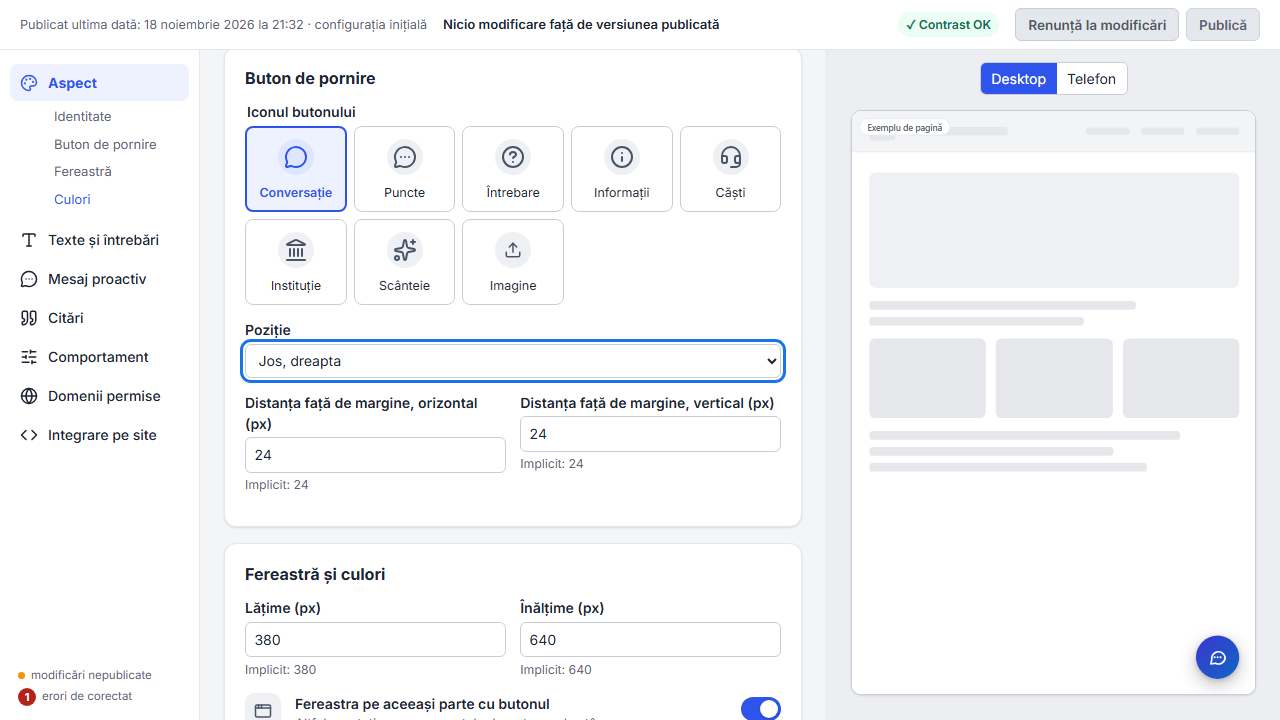 Publicat ultima dată: 18 noiembrie 2026 la 21:32 · configurația inițială
Nicio modificare față de versiunea publicată
✓ Contrast OK
Renunță la modificări
Publică
Aspect
Identitate
Buton de pornire
Fereastră
Culori
Texte și întrebări
Mesaj proactiv
Citări
Comportament
Domenii permise
Integrare pe site
modificări nepublicate
1 erori de corectat
Buton de pornire
Iconul butonului
Conversație
Puncte
Întrebare
Informații
Căști
Instituție
Scânteie
Imagine
Poziție
Jos, dreapta
Distanța față de margine, orizontal
(px)
24
Implicit: 24
Distanța față de margine, vertical (px)
24
Implicit: 24
Fereastră și culori
Lățime (px)
380
Implicit: 380
Înălțime (px)
640
Implicit: 640
Fereastra pe aceeași parte cu butonul
Desktop
Telefon
Exemplu de pagină